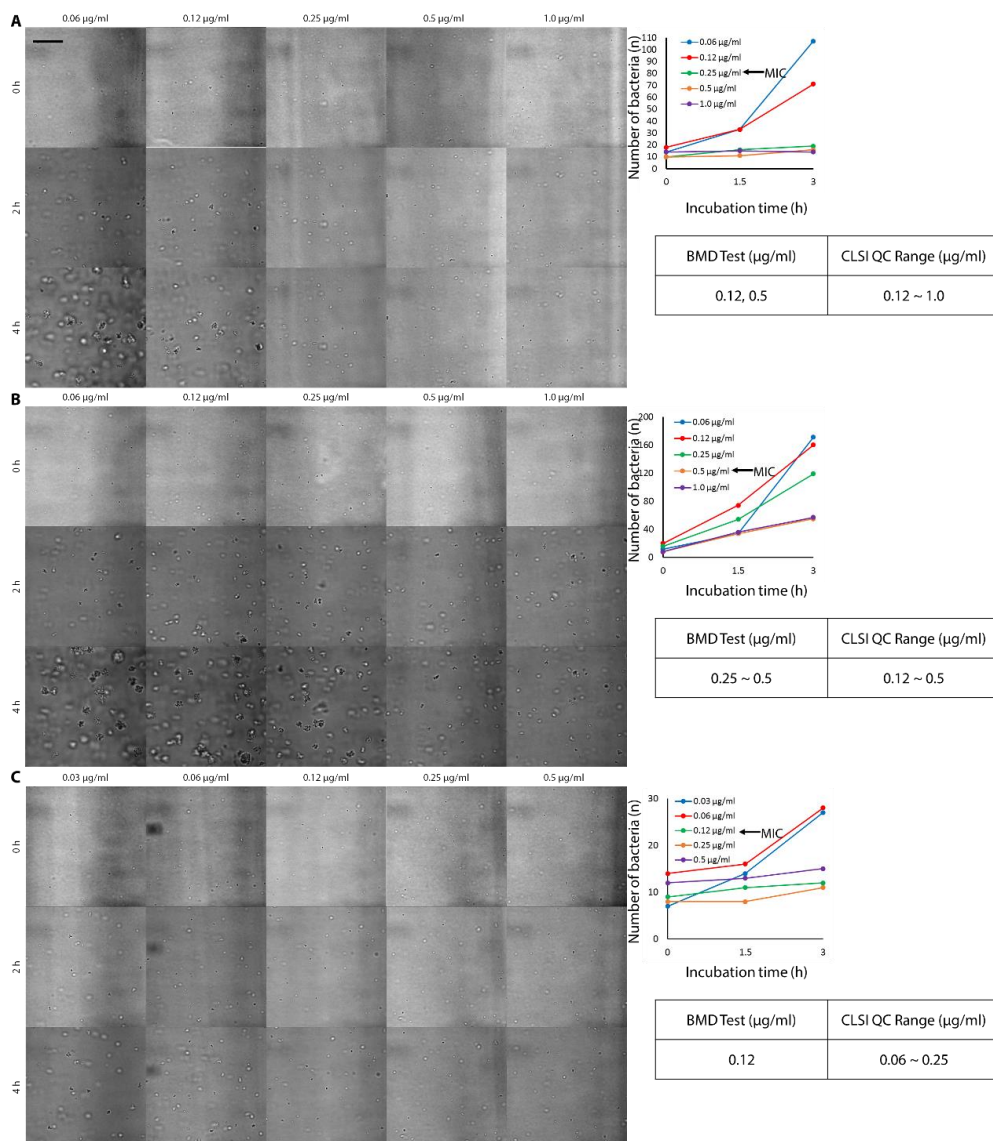 A
0.06 µg/ml 0.12 µg/ml 0.25 µg/ml 0.5 µg/ml 1.0 µg/ml
0 h
2 h
4 h
Number of bacteria (n)
110
100
90
80
70
60
50
40
30
20
10
0
0.06 µg/ml
0.12 µg/ml
0.25 µg/ml MIC
0.5 µg/ml
1.0 µg/ml
0 1.5 3
Incubation time (h)
BMD Test (µg/ml) CLSI QC Range (µg/ml)
0.12, 0.5 0.12 ~ 1.0
B
0.06 µg/ml 0.12 µg/ml 0.25 µg/ml 0.5 µg/ml 1.0 µg/ml
0 h
2 h
4 h
Number of bacteria (n)
200
160
120
80
40
0
0.06 µg/ml
0.12 µg/ml
0.25 µg/ml
0.5 µg/ml MIC
1.0 µg/ml
0 1.5 3
Incubation time (h)
BMD Test (µg/ml) CLSI QC Range (µg/ml)
0.25 ~ 0.5 0.12 ~ 0.5
C
0.03 µg/ml 0.06 µg/ml 0.12 µg/ml 0.25 µg/ml 0.5 µg/ml
0 h
2 h
4 h
Number of bacteria (n)
30
20
10
0
0.03 µg/ml
0.06 µg/ml
0.12 µg/ml MIC
0.25 µg/ml
0.5 µg/ml
0 1.5 3
Incubation time (h)
BMD Test (µg/ml) CLSI QC Range (µg/ml)
0.12 0.06 ~ 0.25